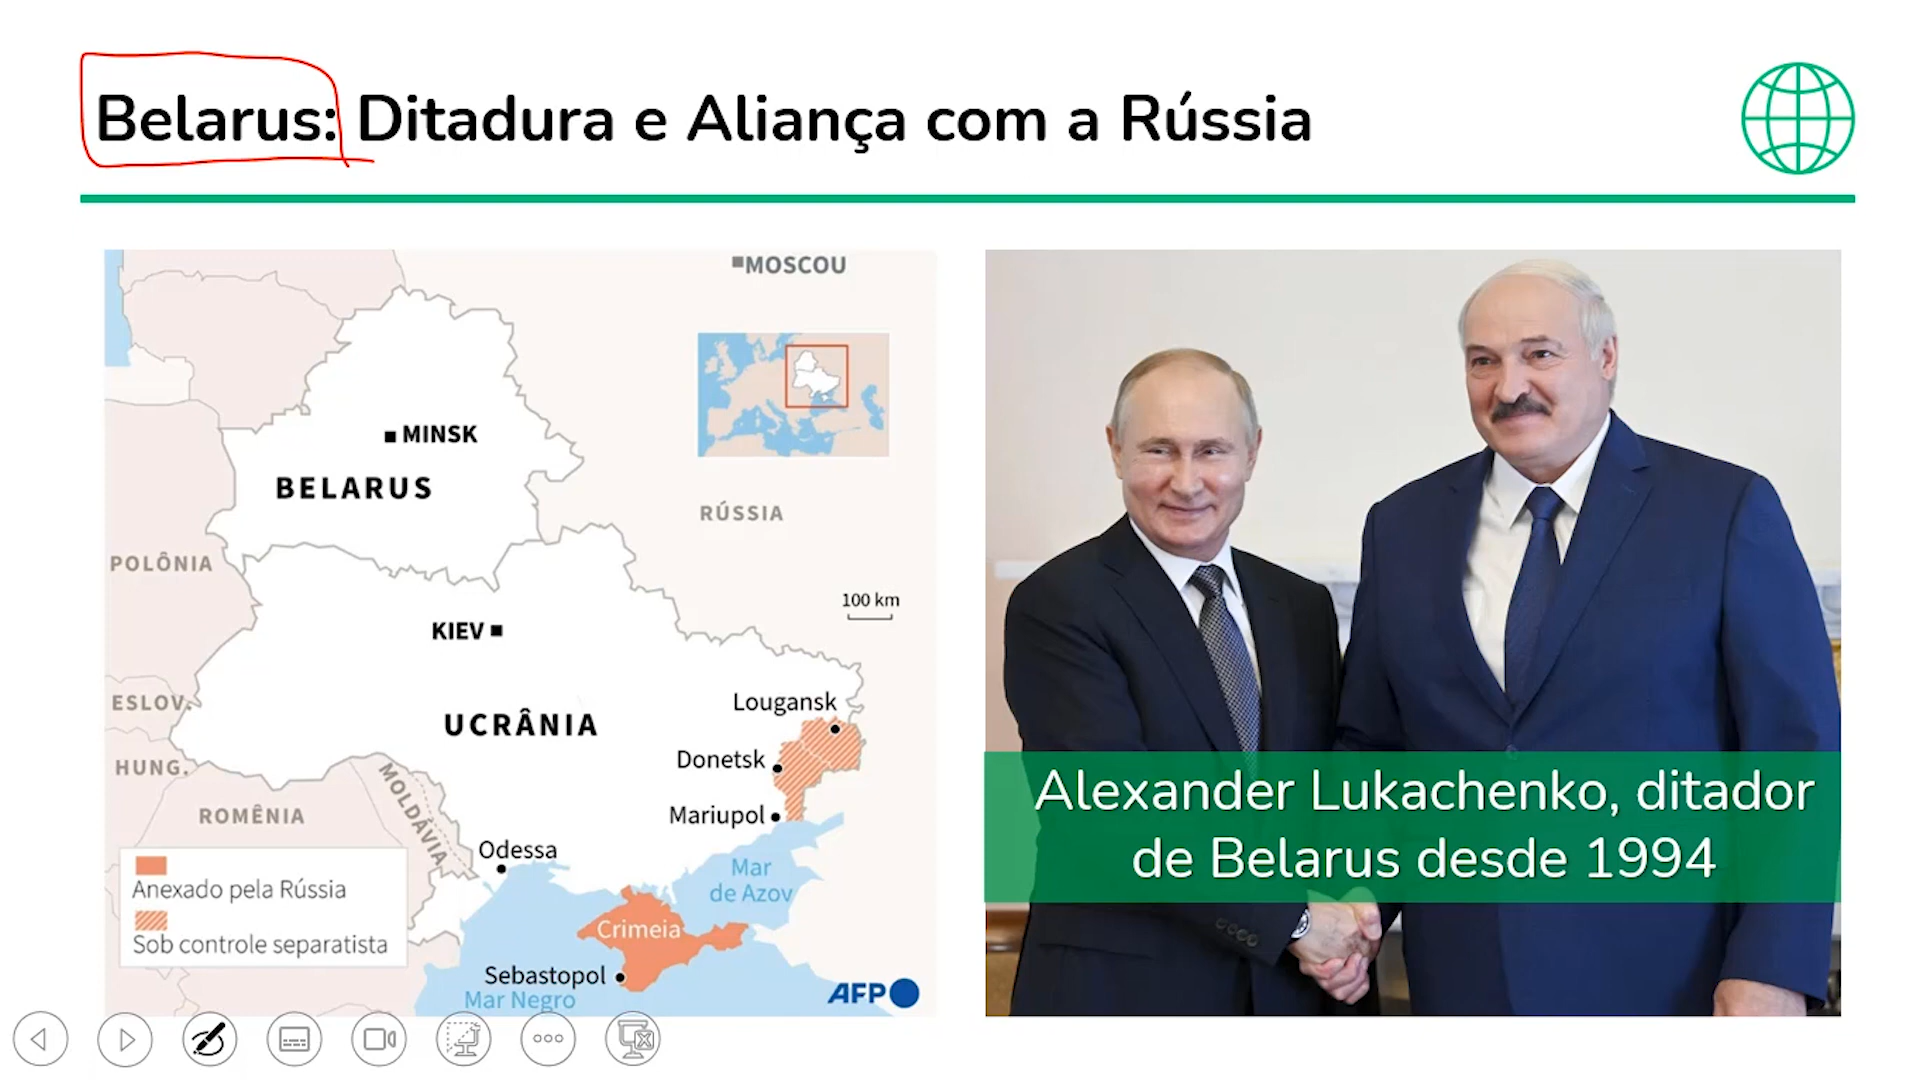 Belarus: Ditadura e Aliança com a Rússia
MOSCOU
MINSK
BELARUS
RÚSSIA
POLÔNIA
100 km
KIEV
ESLOV.
Lougansk
UCRÂNIA
Donetsk
HUNG.
MOLDÁVIA
ROMÊNIA
Mariupol
Odessa
Mar
de Azov
Anexado pela Rússia
Sob controle separatista
Crimeia
Sebastopol
Mar Negro
AFP
Alexander Lukachenko, ditador
de Belarus desde 1994